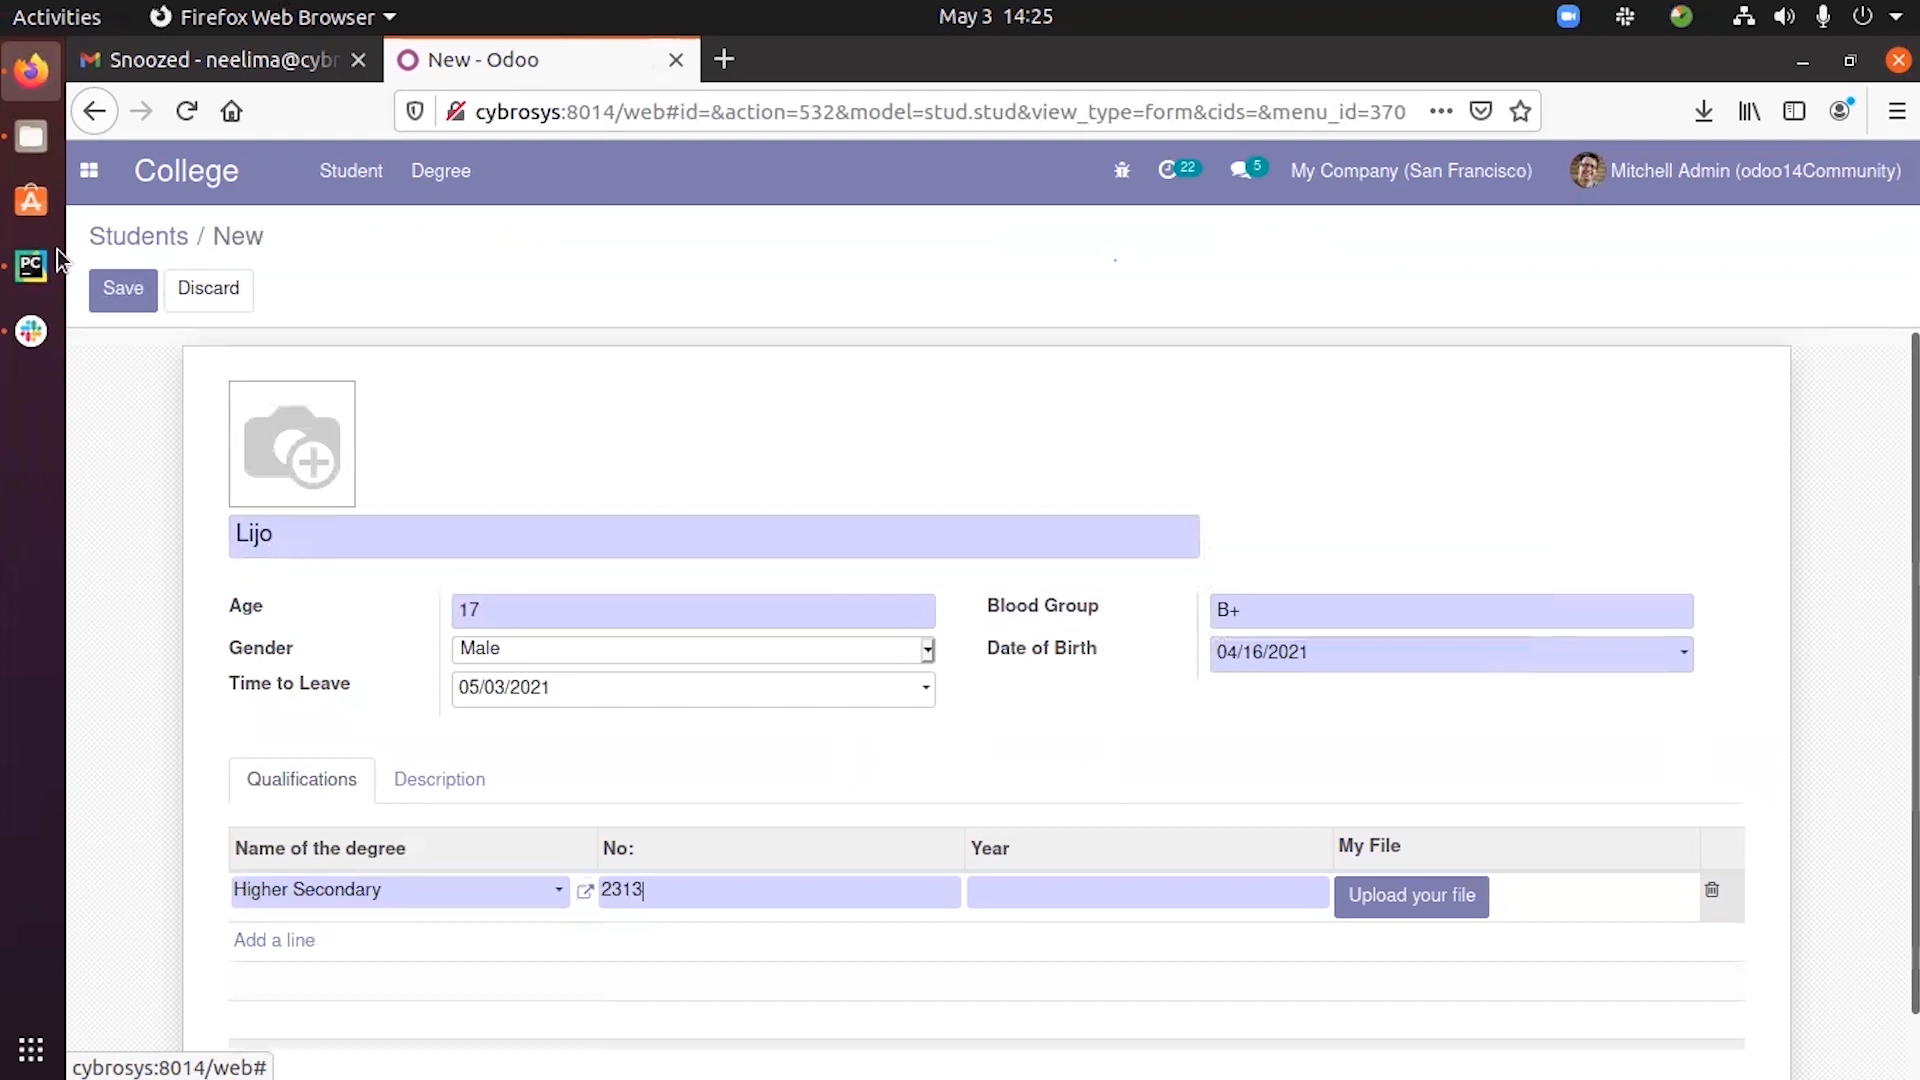 Activities Firefox Web Browser May 3 14:25
Snoozed - neelima@cybr New - Odoo
cybrosys:8014/web#id=&action=532&model=stud.stud&view_type=form&cids=&menu_id=370
College Student Degree 22 5 My Company (San Francisco) Mitchell Admin (odoo14Community)
PC
Students / New
Save Discard
Lijo
Age 17 Blood Group B+
Gender Male Date of Birth 04/16/2021
Time to Leave 05/03/2021
Qualifications Description
Name of the degree No: Year My File
Higher Secondary 2313 Upload your file
Add a line
cybrosys:8014/web#